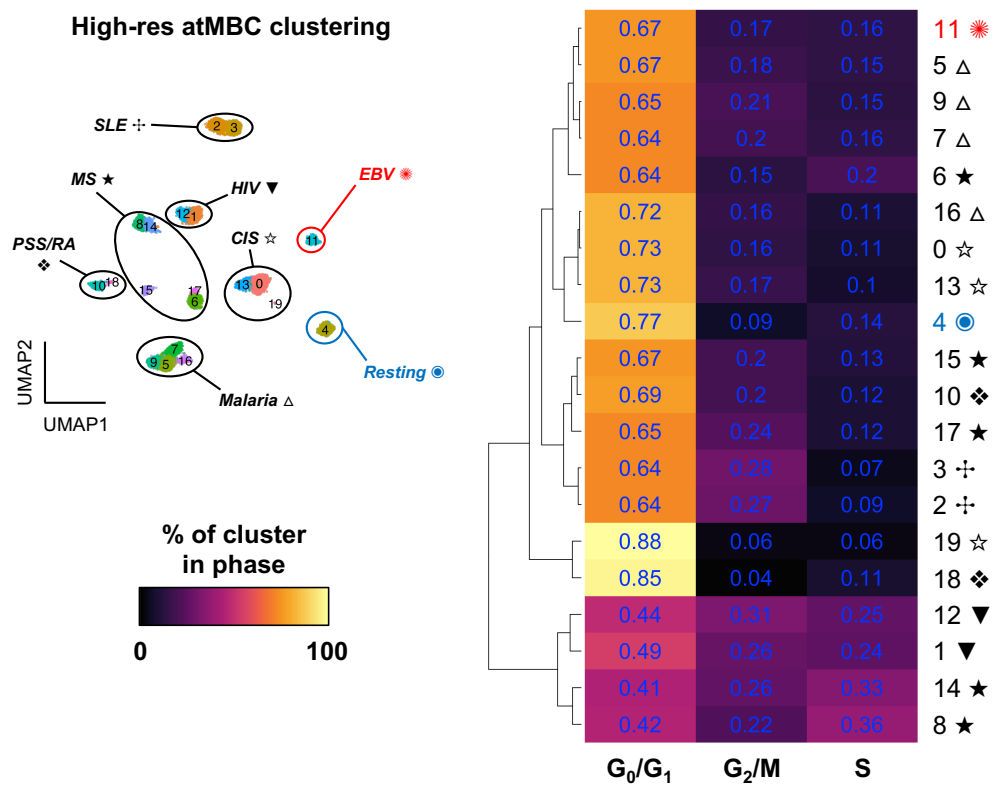 High-res atMBC clustering
SLE ✢
2 3
MS ★
HIV ▼
EBV ✺
8 14
12 1
11
PSS/RA
❖
CIS ☆
10 18
15
17
6
13 0
19
4
7
9 5 16
Resting ◉
Malaria △
UMAP2
UMAP1
% of cluster
in phase
0 100
0.67 0.17 0.16 11 ✺
0.67 0.18 0.15 5 △
0.65 0.21 0.15 9 △
0.64 0.2 0.16 7 △
0.64 0.15 0.2 6 ★
0.72 0.16 0.11 16 △
0.73 0.16 0.11 0 ☆
0.73 0.17 0.1 13 ☆
0.77 0.09 0.14 4 ◉
0.67 0.2 0.13 15 ★
0.69 0.2 0.12 10 ❖
0.65 0.24 0.12 17 ★
0.64 0.28 0.07 3 ✢
0.64 0.27 0.09 2 ✢
0.88 0.06 0.06 19 ☆
0.85 0.04 0.11 18 ❖
0.44 0.31 0.25 12 ▼
0.49 0.26 0.24 1 ▼
0.41 0.26 0.33 14 ★
0.42 0.22 0.36 8 ★
G₀/G₁ G₂/M S